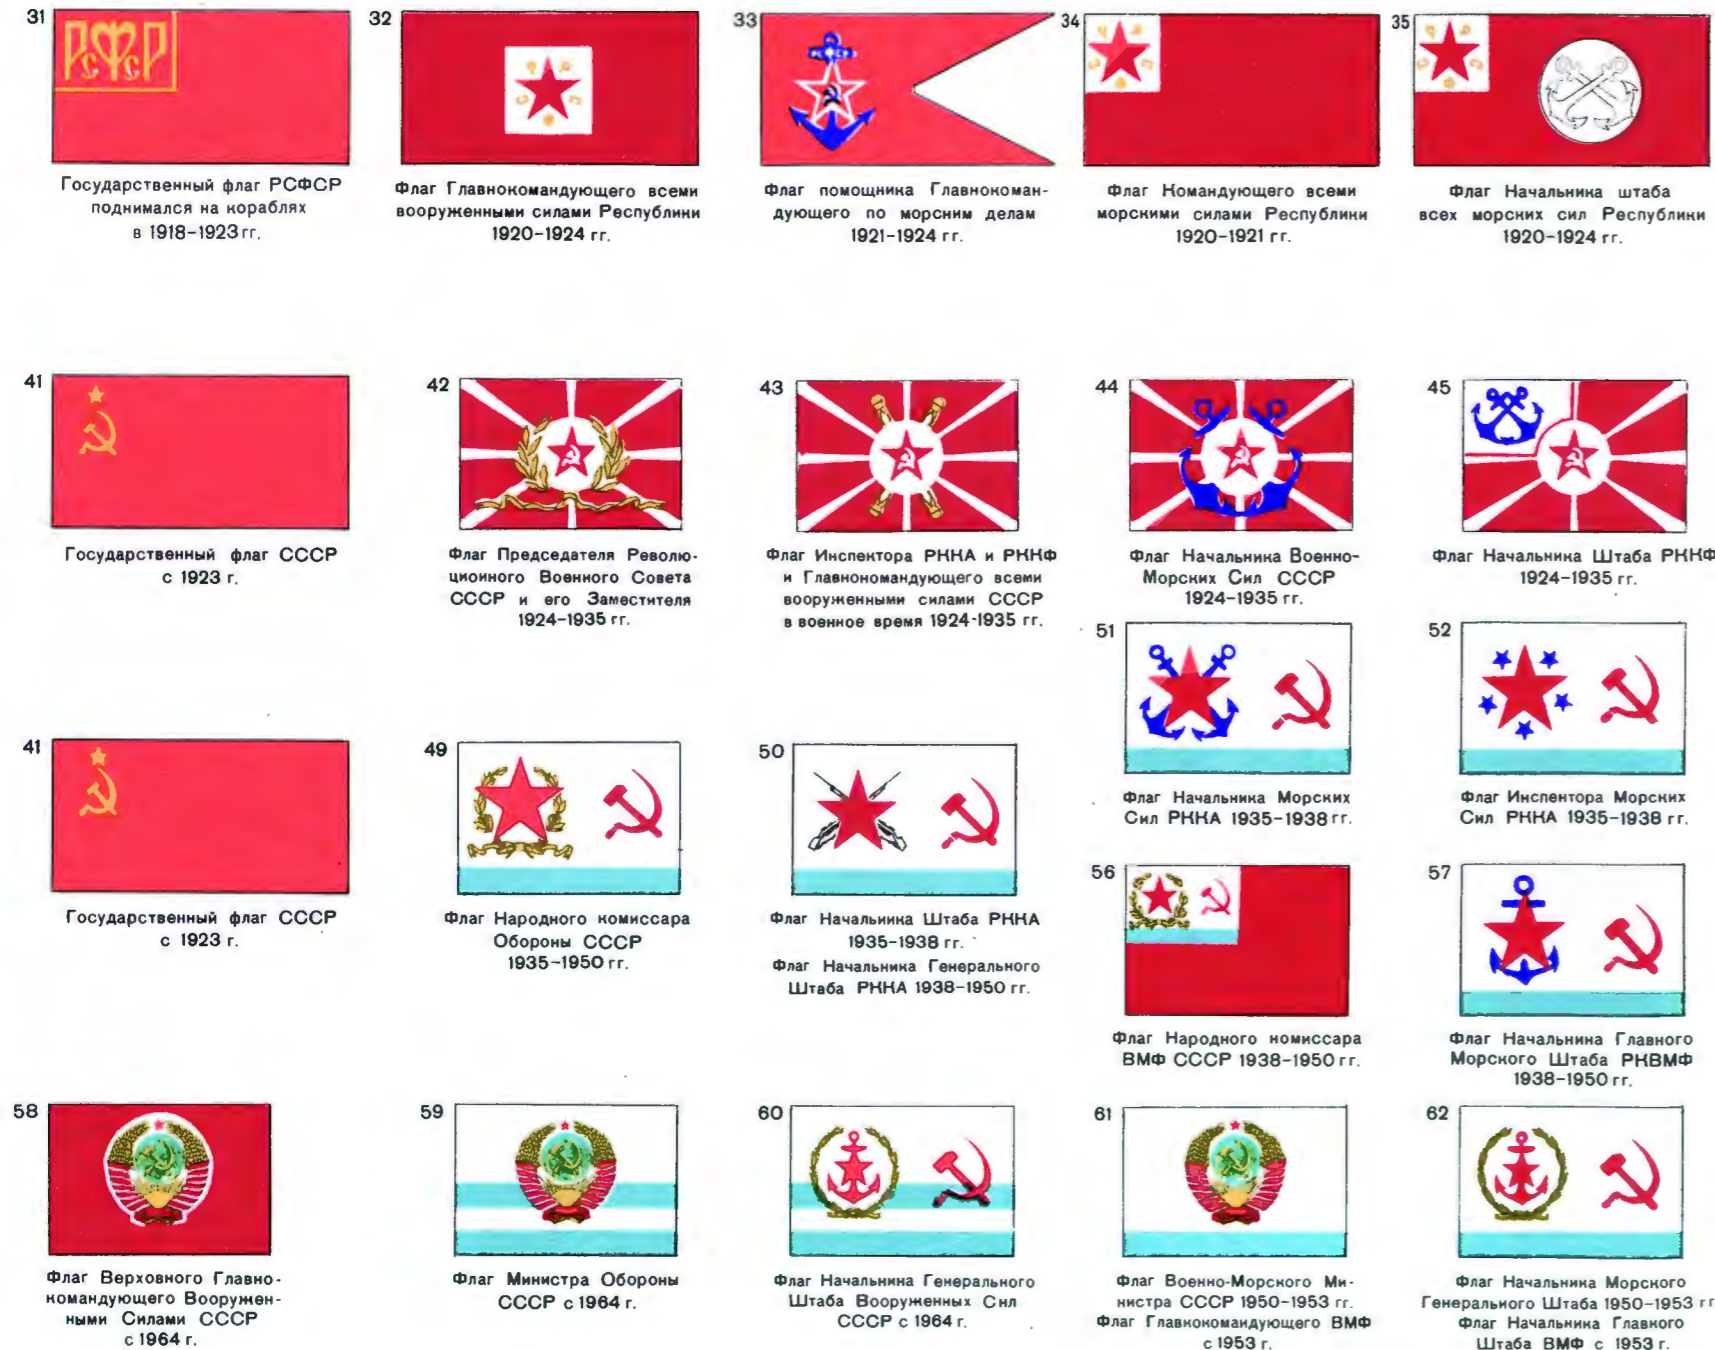 31
РСФСР
Государственный флаг РСФСР
поднимался на кораблях
в 1918-1923 гг.
32
Р С Ф С Р
Флаг Главнокомандующего всеми
вооруженными силами Республики
1920-1924 гг.
33
РСФСР
Флаг помощника Главнокоман-
дующего по морским делам
1921-1924 гг.
34
Р С Ф С Р
Флаг Командующего всеми
морскими силами Республики
1920-1921 гг.
35
Р С Ф С Р
Флаг Начальника штаба
всех морских сил Республики
1920-1924 гг.
41
Государственный флаг СССР
с 1923 г.
42
Флаг Председателя Револю-
ционного Военного Совета
СССР и его Заместителя
1924-1935 гг.
43
Флаг Инспектора РККА и РККФ
и Главнокомандующего всеми
вооруженными силами СССР
в военное время 1924-1935 гг.
44
Флаг Начальника Военно-
Морских Сил СССР
1924-1935 гг.
45
Флаг Начальника Штаба РККФ
1924-1935 гг.
51
Флаг Начальника Морских
Сил РККА 1935-1938 гг.
52
Флаг Инспектора Морских
Сил РККА 1935-1938 гг.
41
Государственный флаг СССР
с 1923 г.
49
Флаг Народного комиссара
Обороны СССР
1935-1950 гг.
50
Флаг Начальника Штаба РККА
1935-1938 гг.
Флаг Начальника Генерального
Штаба РККА 1938-1950 гг.
56
Флаг Народного комиссара
ВМФ СССР 1938-1950 гг.
57
Флаг Начальника Главного
Морского Штаба РКВМФ
1938-1950 гг.
58
Флаг Верховного Главно-
командующего Вооружен-
ными Силами СССР
с 1964 г.
59
Флаг Министра Обороны
СССР с 1964 г.
60
Флаг Начальника Генерального
Штаба Вооруженных Сил
СССР с 1964 г.
61
Флаг Военно-Морского Ми-
нистра СССР 1950-1953 гг.
Флаг Главнокомандующего ВМФ
с 1953 г.
62
Флаг Начальника Морского
Генерального Штаба 1950-1953 гг
Флаг Начальника Главного
Штаба ВМФ с 1953 г.